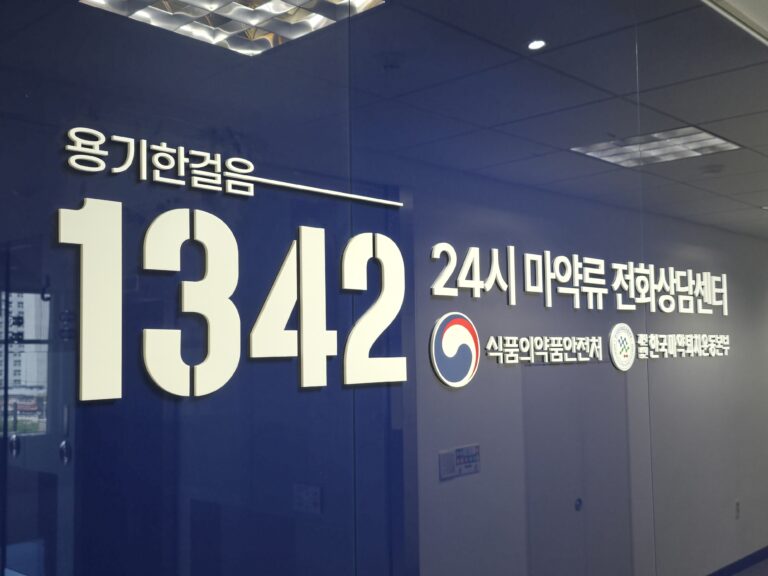 용기한걸음
1342
24시 마약류 전화상담센터
식품의약품안전처
한국마약퇴치운동본부